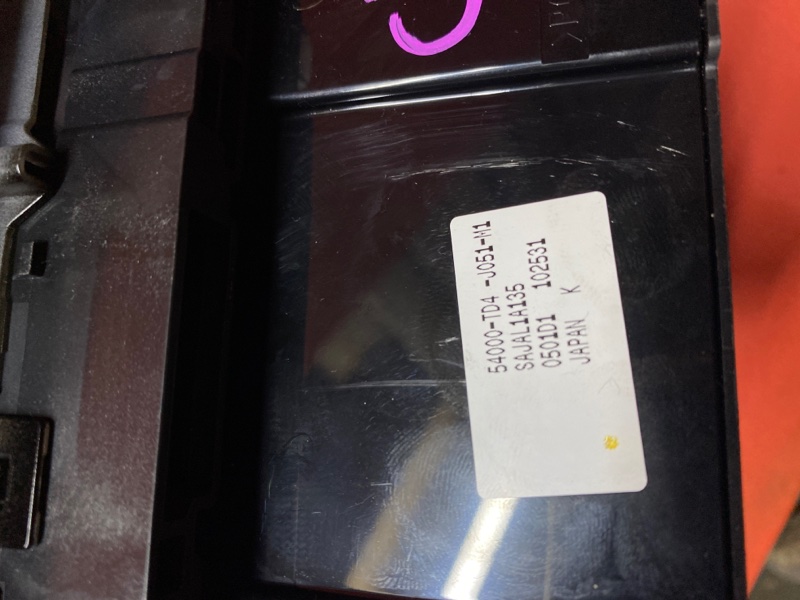 54000-TD4 -J051-M1
SAJAL1A135
0501D1 102531
JAPAN K